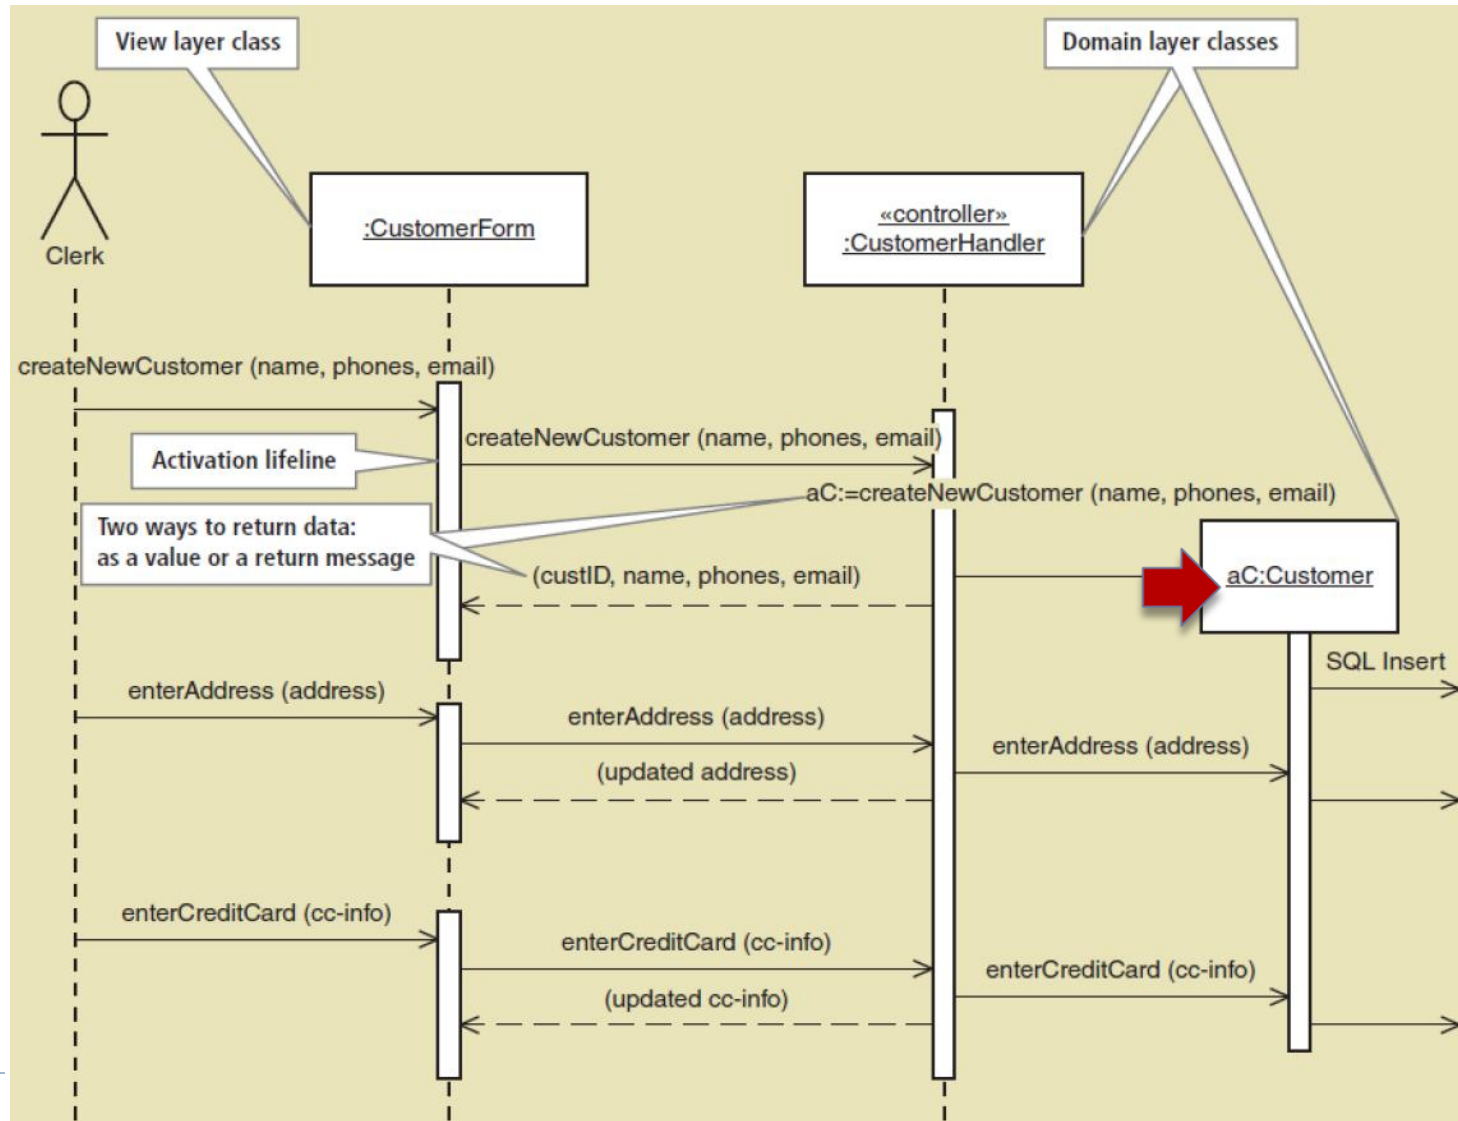 View layer class
Domain layer classes
Clerk
:CustomerForm
«controller»
:CustomerHandler
createNewCustomer (name, phones, email)
Activation lifeline
createNewCustomer (name, phones, email)
aC:=createNewCustomer (name, phones, email)
Two ways to return data:
as a value or a return message
(custID, name, phones, email)
aC:Customer
SQL Insert
enterAddress (address)
enterAddress (address)
enterAddress (address)
(updated address)
enterCreditCard (cc-info)
enterCreditCard (cc-info)
enterCreditCard (cc-info)
(updated cc-info)